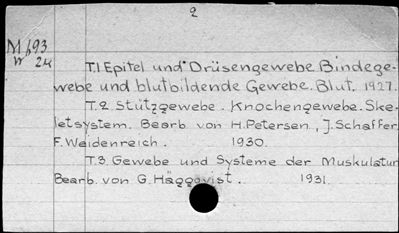 2
M 693
W 24
T.1 Epitel und Drüsengewebe. Bindege-
webe und blutbildende Gewebe. Blut. 1927.
T.2 Stützgewebe. Knochengewebe. Ske-
letsystem. Bearb von H. Petersen, J. Schaffer,
F. Weidenreich. 1930.
T.3. Gewebe und Systeme der Muskulatur
Bearb. von G. Häggqvist. 1931.